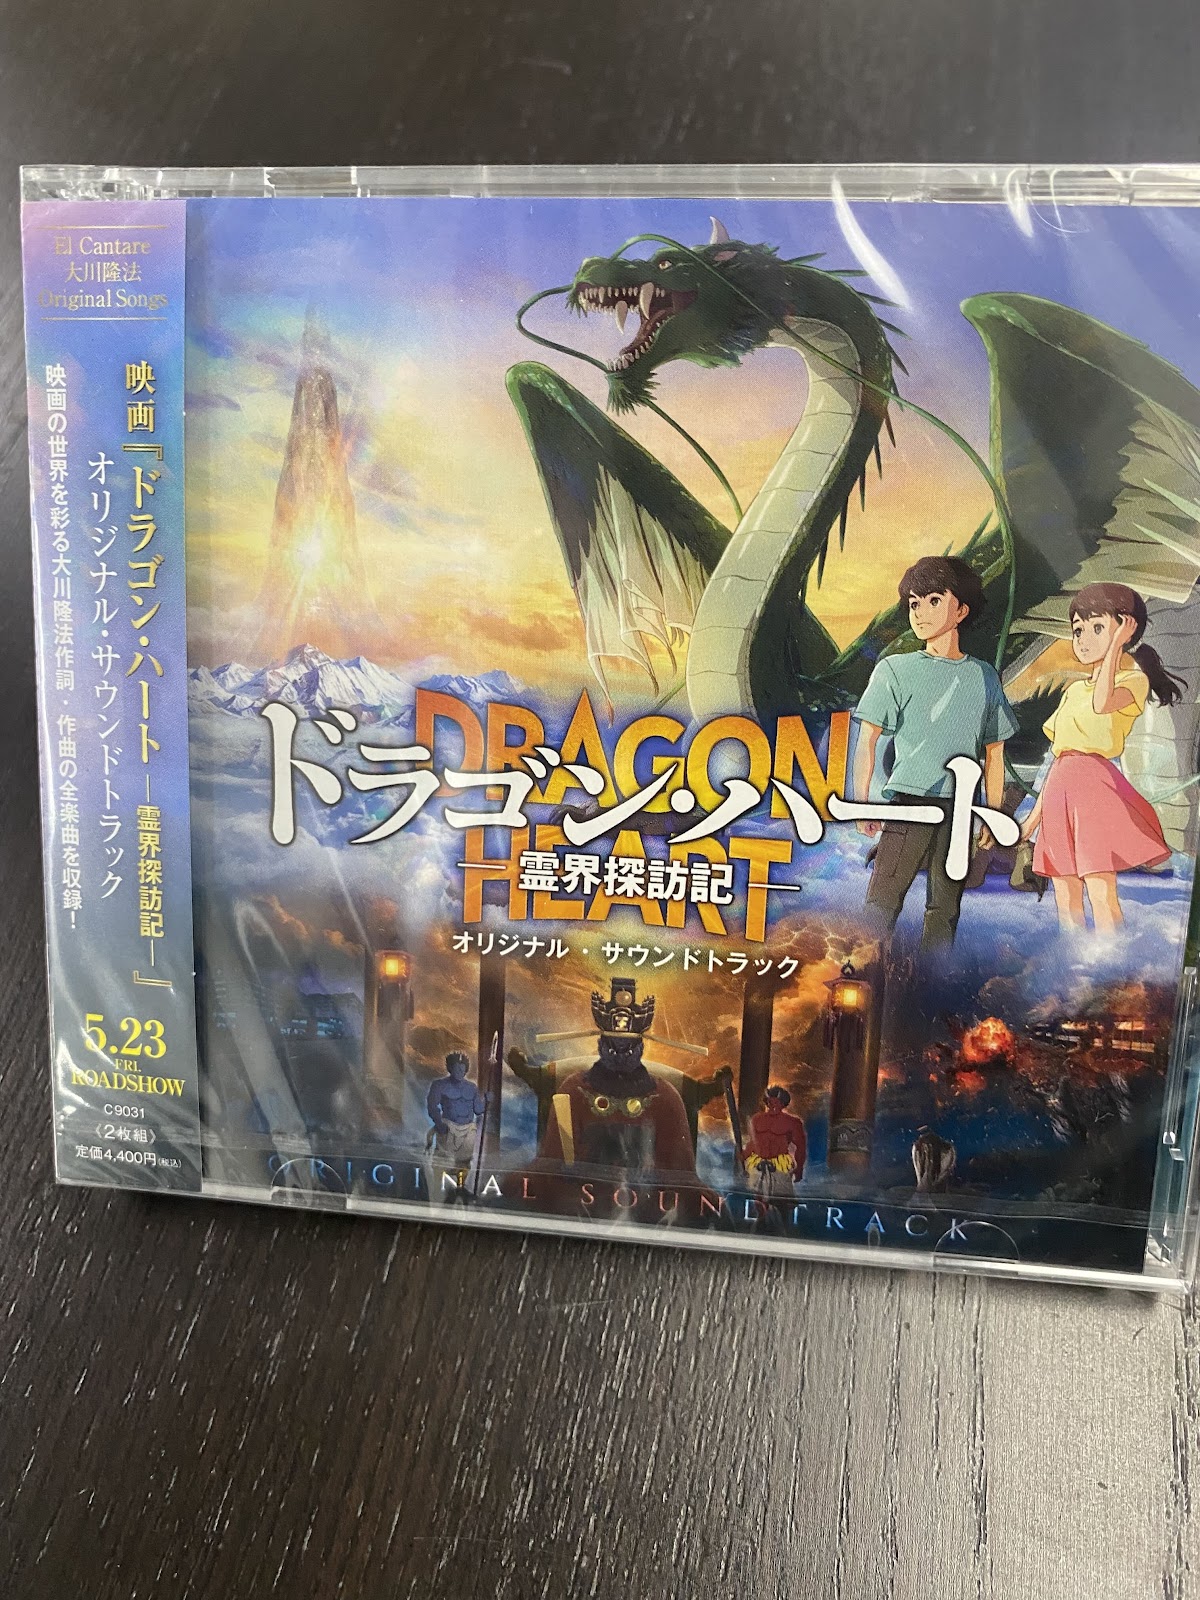 El Cantare
大川隆法
Original Songs
映画『ドラゴン・ハート―霊界探訪記―』
オリジナル・サウンドトラック
映画の世界を彩る大川隆法作詞・作曲の全楽曲を収録！
5.23
FRI.
ROADSHOW
C9031
《2枚組》
定価4,400円(税込)
DRAGON
ドラゴン・ハート
HEART
―霊界探訪記―
オリジナル・サウンドトラック
ORIGINAL SOUNDTRACK